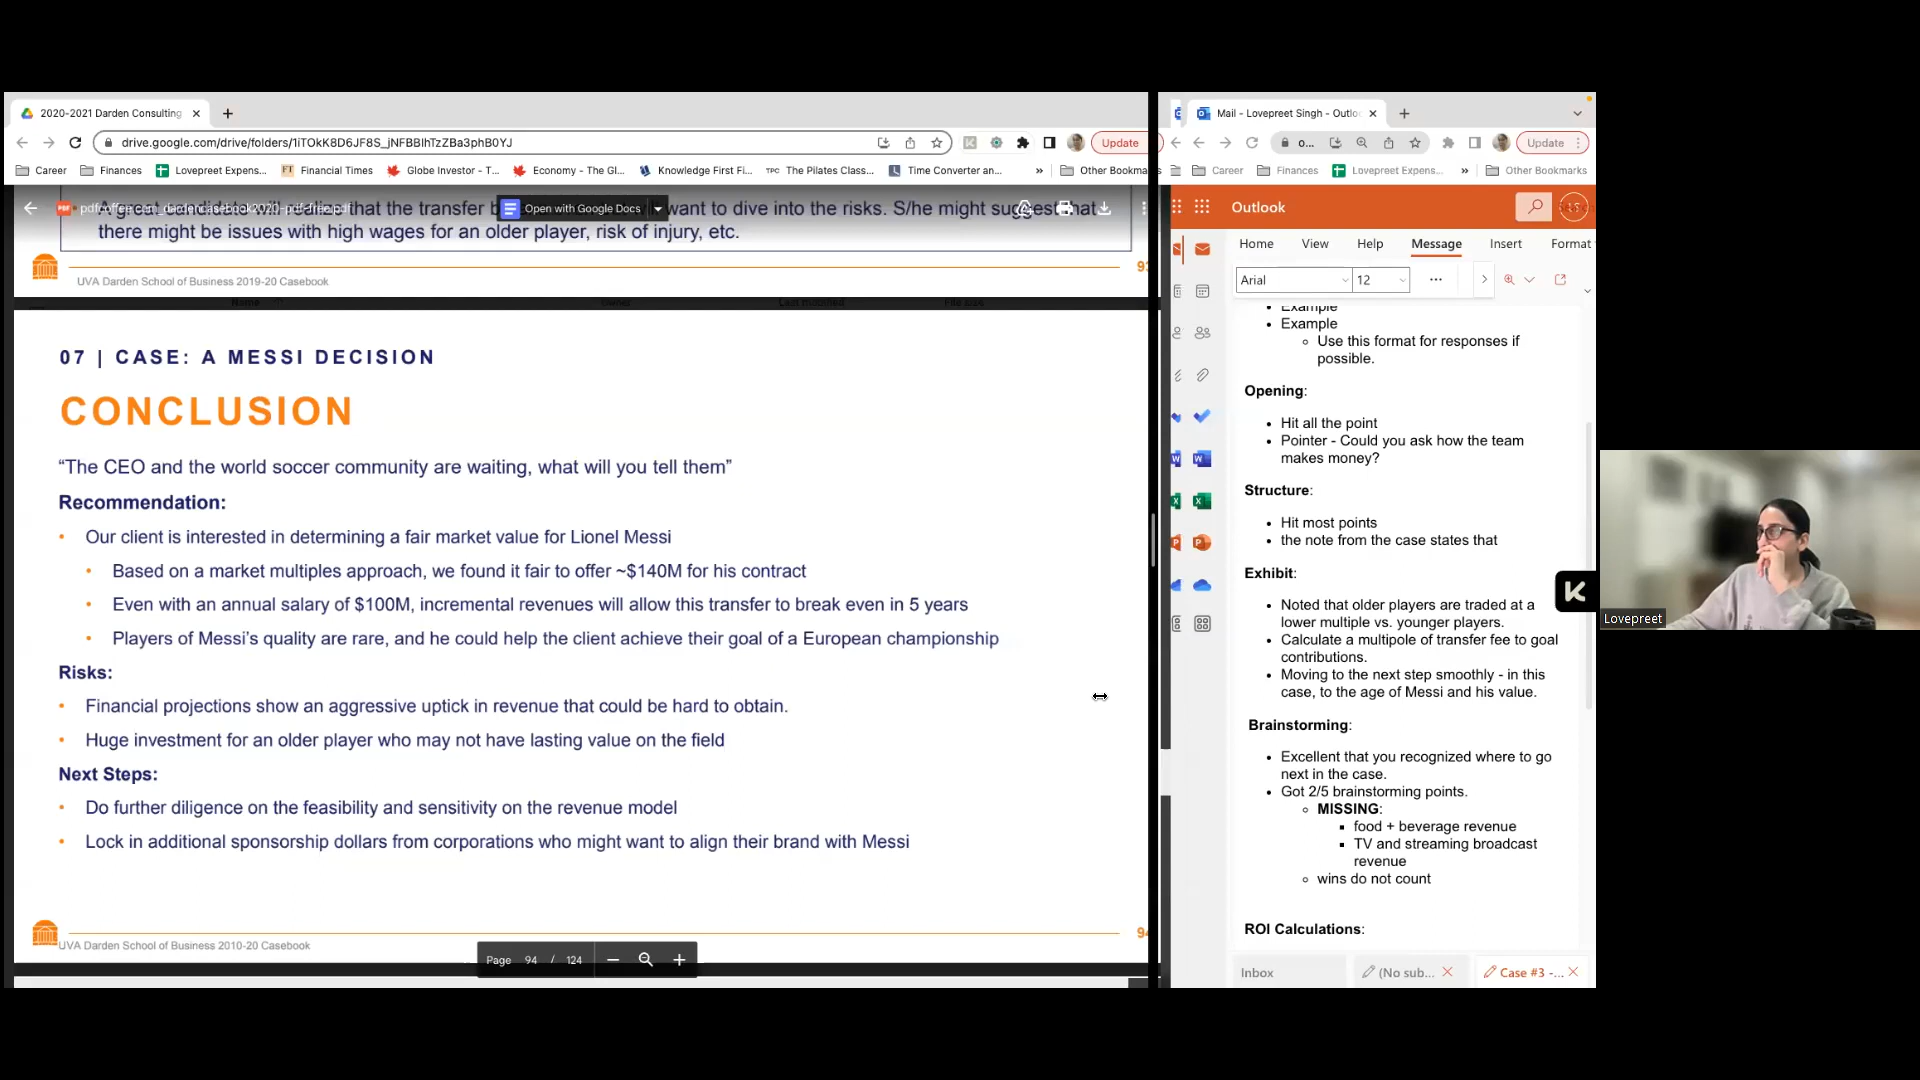 2020-2021 Darden Consulting
Mail - Lovepreet Singh - Outlo
drive.google.com/drive/folders/1iTOkK8D6JF8S_jNFBBIhTzZBa3phB0YJ
Update
o...
Update
Career
Finances
Lovepreet Expens...
FT Financial Times
Globe Investor - T...
Economy - The Gl...
Knowledge First Fi...
TPC The Pilates Class...
Time Converter an...
»
Other Bookma
Career
Finances
Lovepreet Expens...
»
Other Bookmarks
Open with Google Docs
that the transfer
want to dive into the risks. S/he might suggest that
there might be issues with high wages for an older player, risk of injury, etc.
UVA Darden School of Business 2019-20 Casebook
07 | CASE: A MESSI DECISION
CONCLUSION
“The CEO and the world soccer community are waiting, what will you tell them”
Recommendation:
• Our client is interested in determining a fair market value for Lionel Messi
• Based on a market multiples approach, we found it fair to offer ~$140M for his contract
• Even with an annual salary of $100M, incremental revenues will allow this transfer to break even in 5 years
• Players of Messi’s quality are rare, and he could help the client achieve their goal of a European championship
Risks:
• Financial projections show an aggressive uptick in revenue that could be hard to obtain.
• Huge investment for an older player who may not have lasting value on the field
Next Steps:
• Do further diligence on the feasibility and sensitivity on the revenue model
• Lock in additional sponsorship dollars from corporations who might want to align their brand with Messi
UVA Darden School of Business 2010-20 Casebook
Page 94 / 124
Outlook
Home View Help Message Insert Format
Arial 12 ...
• Example
• Example
○ Use this format for responses if
possible.
Opening:
• Hit all the point
• Pointer - Could you ask how the team
makes money?
Structure:
• Hit most points
• the note from the case states that
Exhibit:
• Noted that older players are traded at a
lower multiple vs. younger players.
• Calculate a multipole of transfer fee to goal
contributions.
• Moving to the next step smoothly - in this
case, to the age of Messi and his value.
Brainstorming:
• Excellent that you recognized where to go
next in the case.
• Got 2/5 brainstorming points.
○ MISSING:
▪ food + beverage revenue
▪ TV and streaming broadcast
revenue
○ wins do not count
ROI Calculations:
Inbox
(No sub...
Case #3 -...
K
Lovepreet